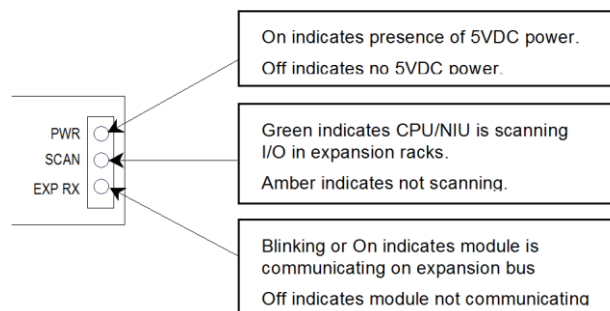 On indicates presence of 5VDC power.
Off indicates no 5VDC power.
PWR
SCAN
EXP RX
Green indicates CPU/NIU is scanning
I/O in expansion racks.
Amber indicates not scanning.
Blinking or On indicates module is
communicating on expansion bus
Off indicates module not communicating